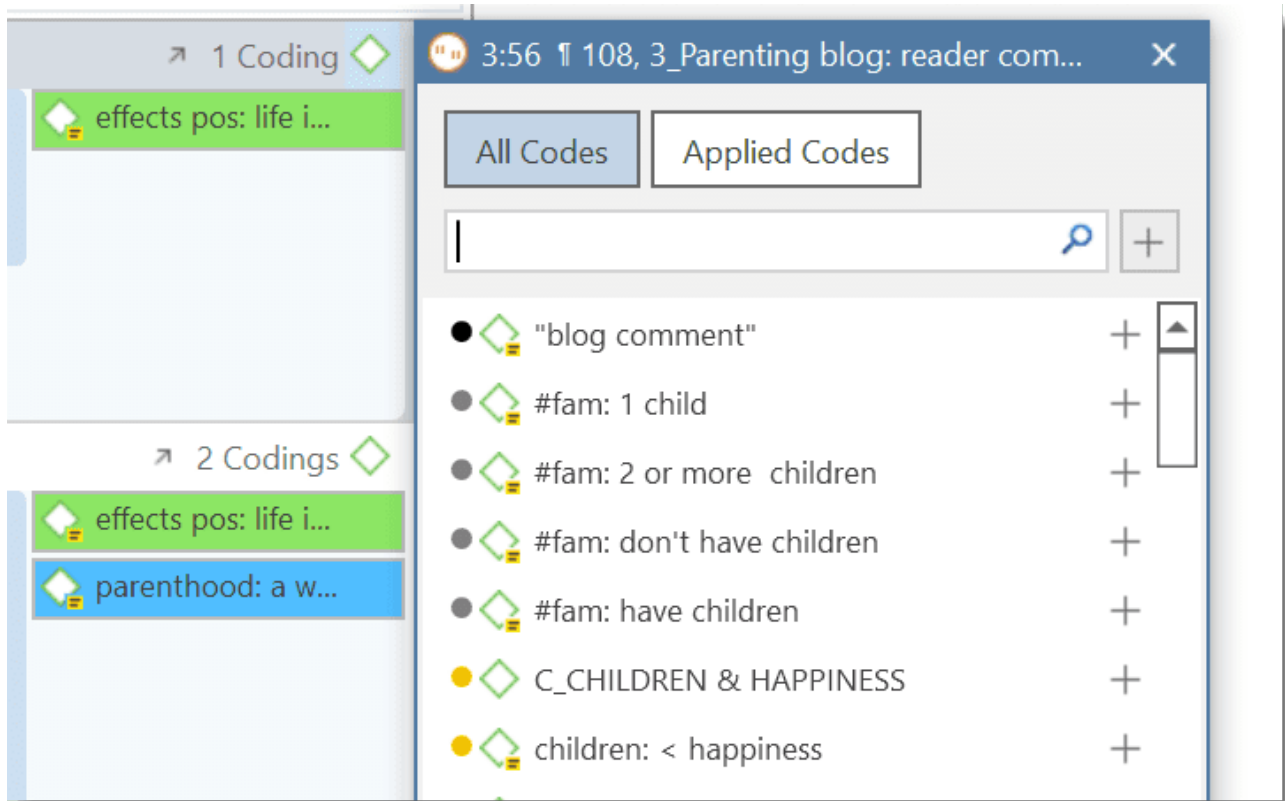 1 Coding
effects pos: life i...
2 Codings
effects pos: life i...
parenthood: a w...
3:56 ¶ 108, 3_Parenting blog: reader com...
All Codes
Applied Codes
"blog comment"
#fam: 1 child
#fam: 2 or more  children
#fam: don't have children
#fam: have children
C_CHILDREN & HAPPINESS
children: < happiness